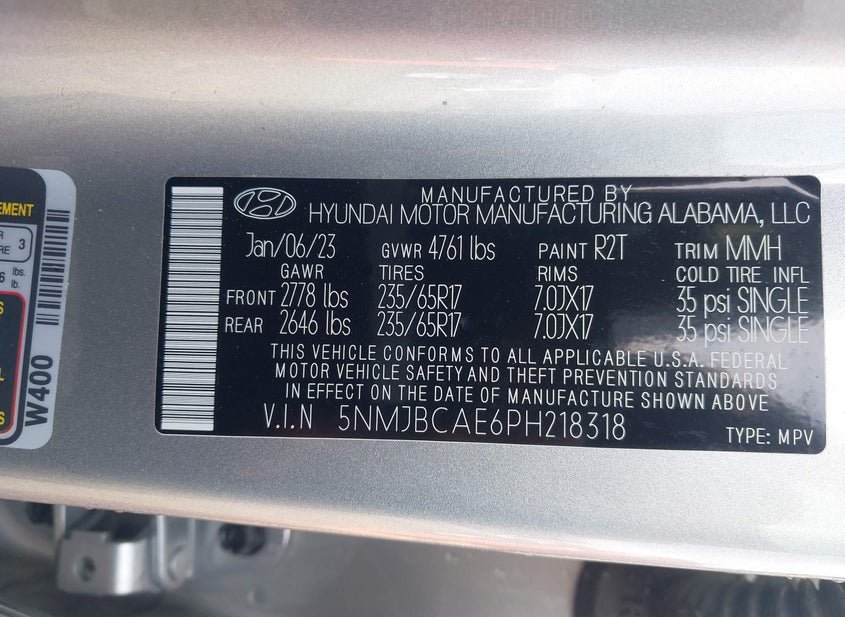 MANUFACTURED BY
HYUNDAI MOTOR MANUFACTURING ALABAMA, LLC
Jan/06/23 GVWR 4761 lbs PAINT R2T TRIM MMH
GAWR TIRES RIMS COLD TIRE INFL
FRONT 2778 lbs 235/65R17 7.0JX17 35 psi SINGLE
REAR 2646 lbs 235/65R17 7.0JX17 35 psi SINGLE
THIS VEHICLE CONFORMS TO ALL APPLICABLE U.S.A. FEDERAL
MOTOR VEHICLE SAFETY AND THEFT PREVENTION STANDARDS
IN EFFECT ON THE DATE OF MANUFACTURE SHOWN ABOVE
V.I.N 5NMJBCAE6PH218318
TYPE: MPV
3
lbs.
lb.
W400